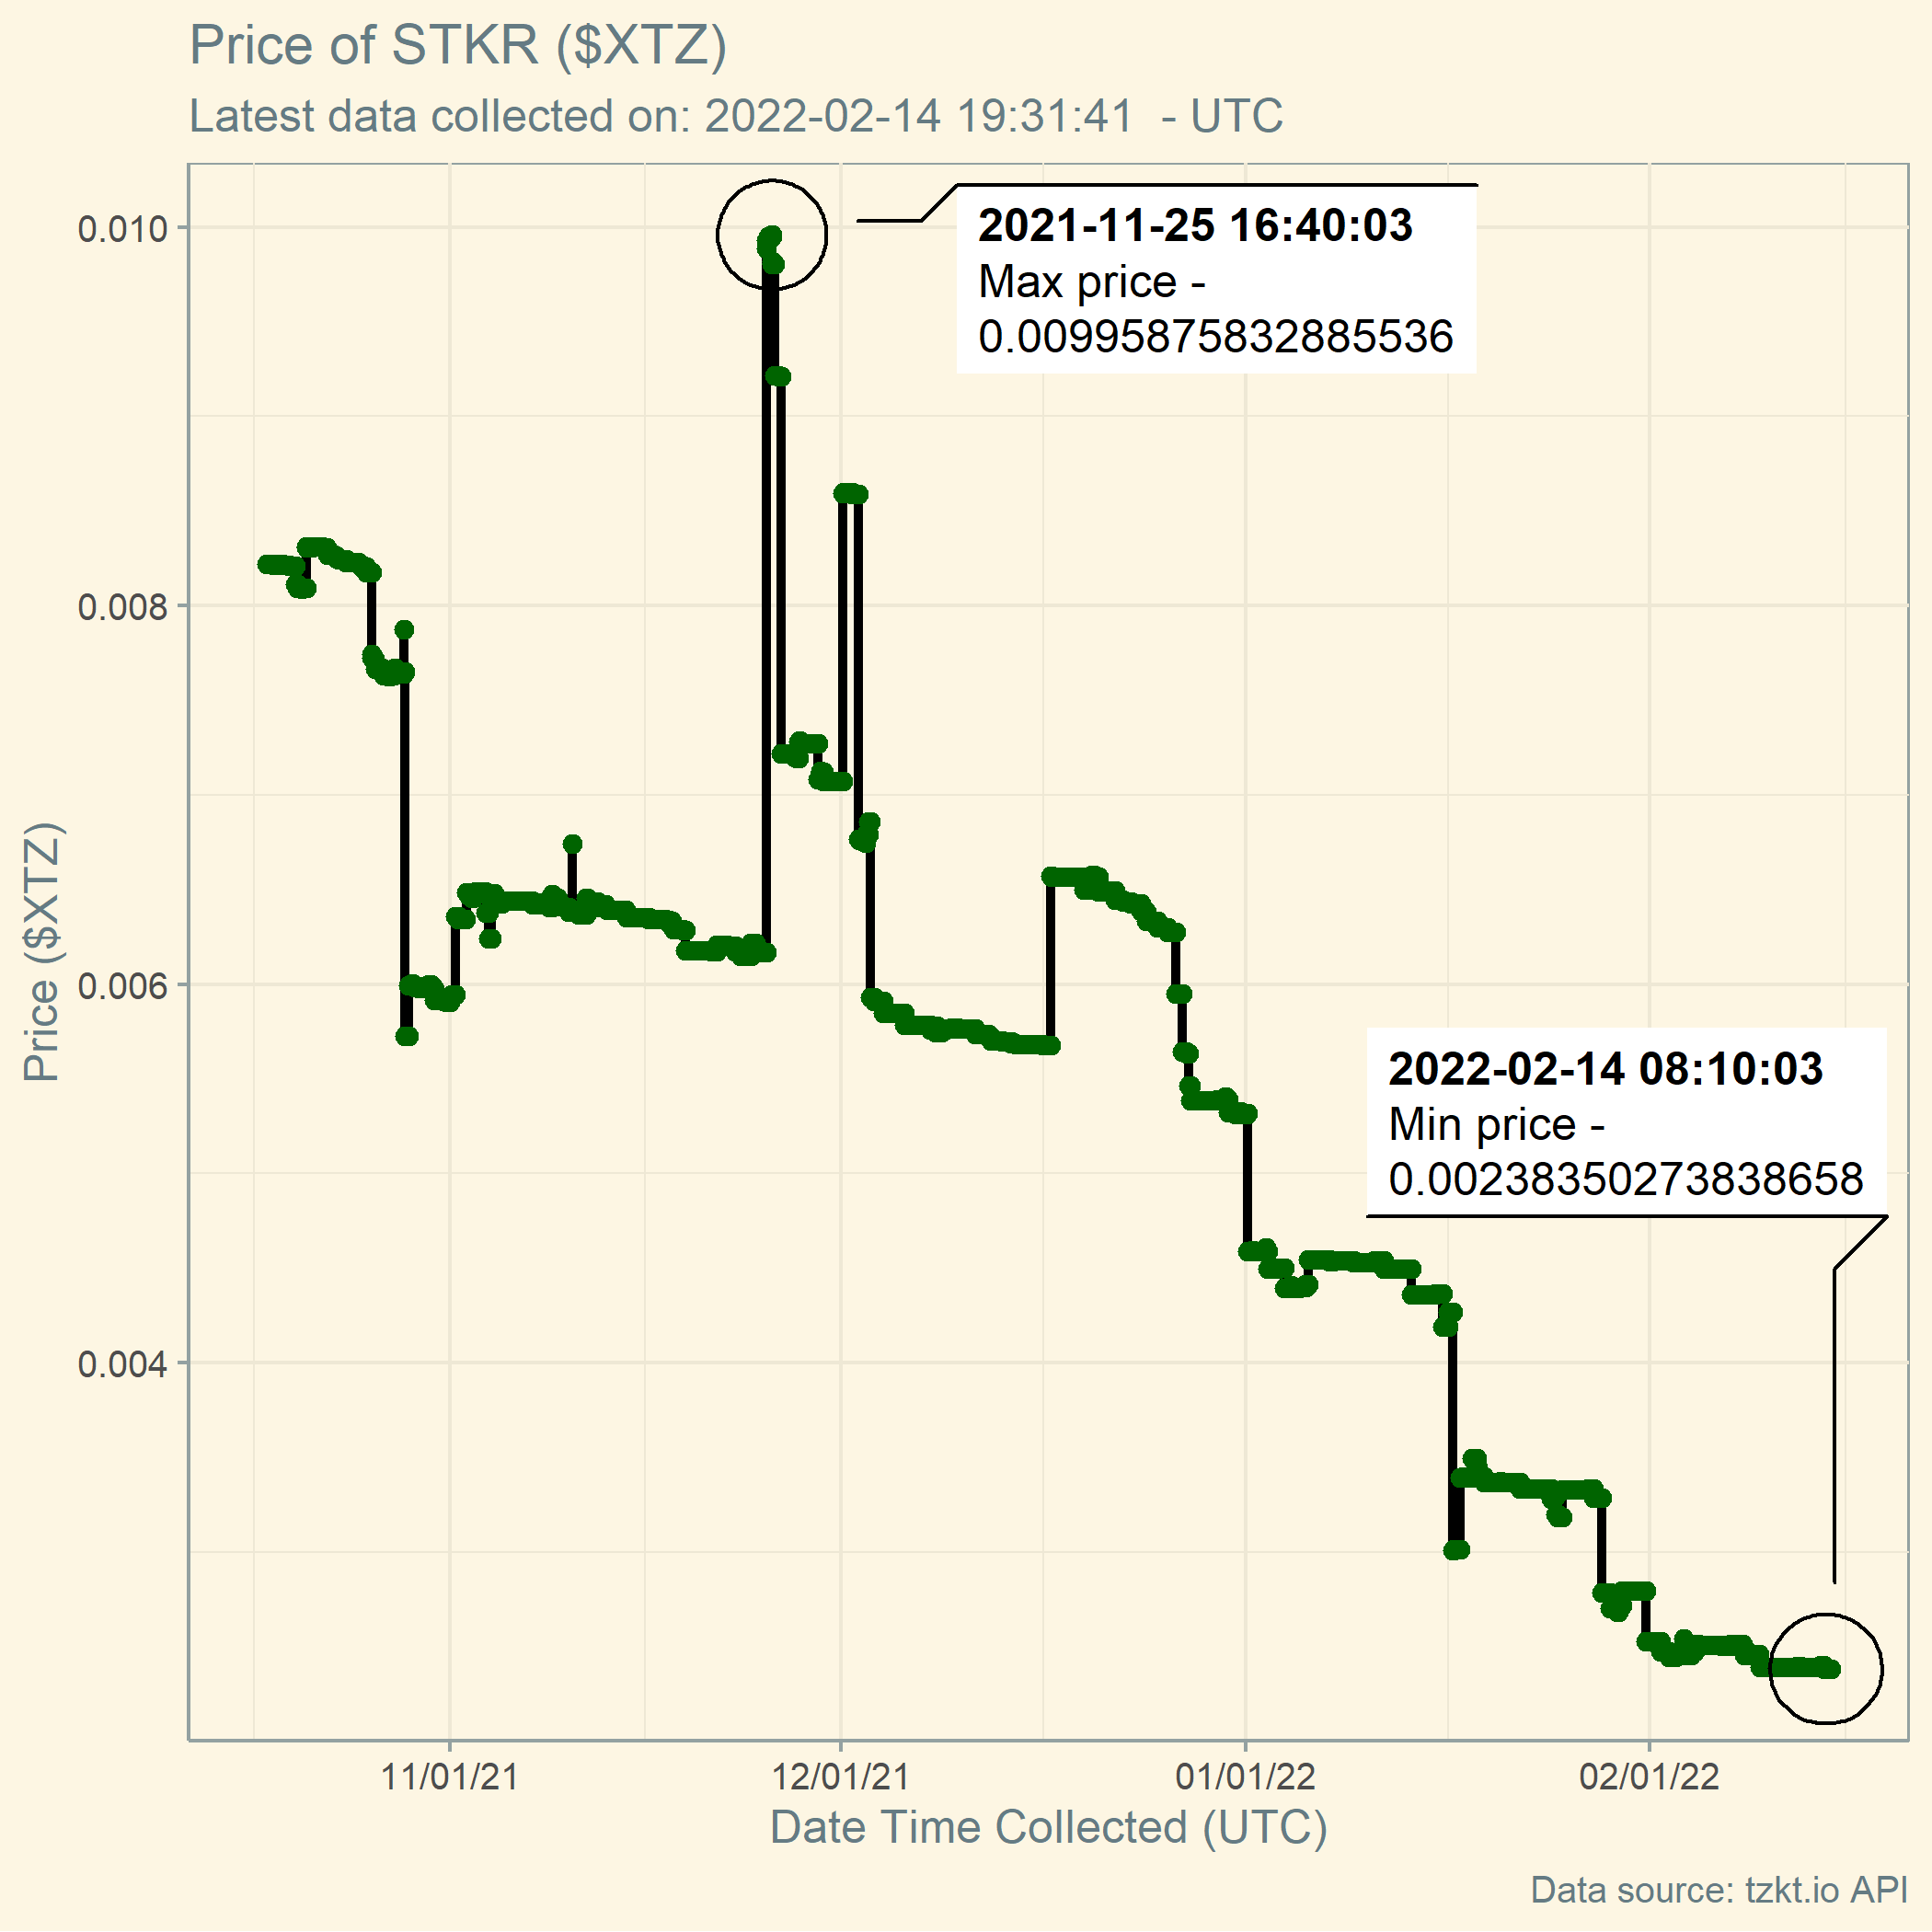 Price of STKR ($XTZ)
Latest data collected on: 2022-02-14 19:31:41  - UTC
0.010
0.008
0.006
0.004
Price ($XTZ)
2021-11-25 16:40:03
Max price -
0.009958758328855​36
2022-02-14 08:10:03
Min price -
0.00238350273838658
11/01/21
12/01/21
01/01/22
02/01/22
Date Time Collected (UTC)
Data source: tzkt.io API